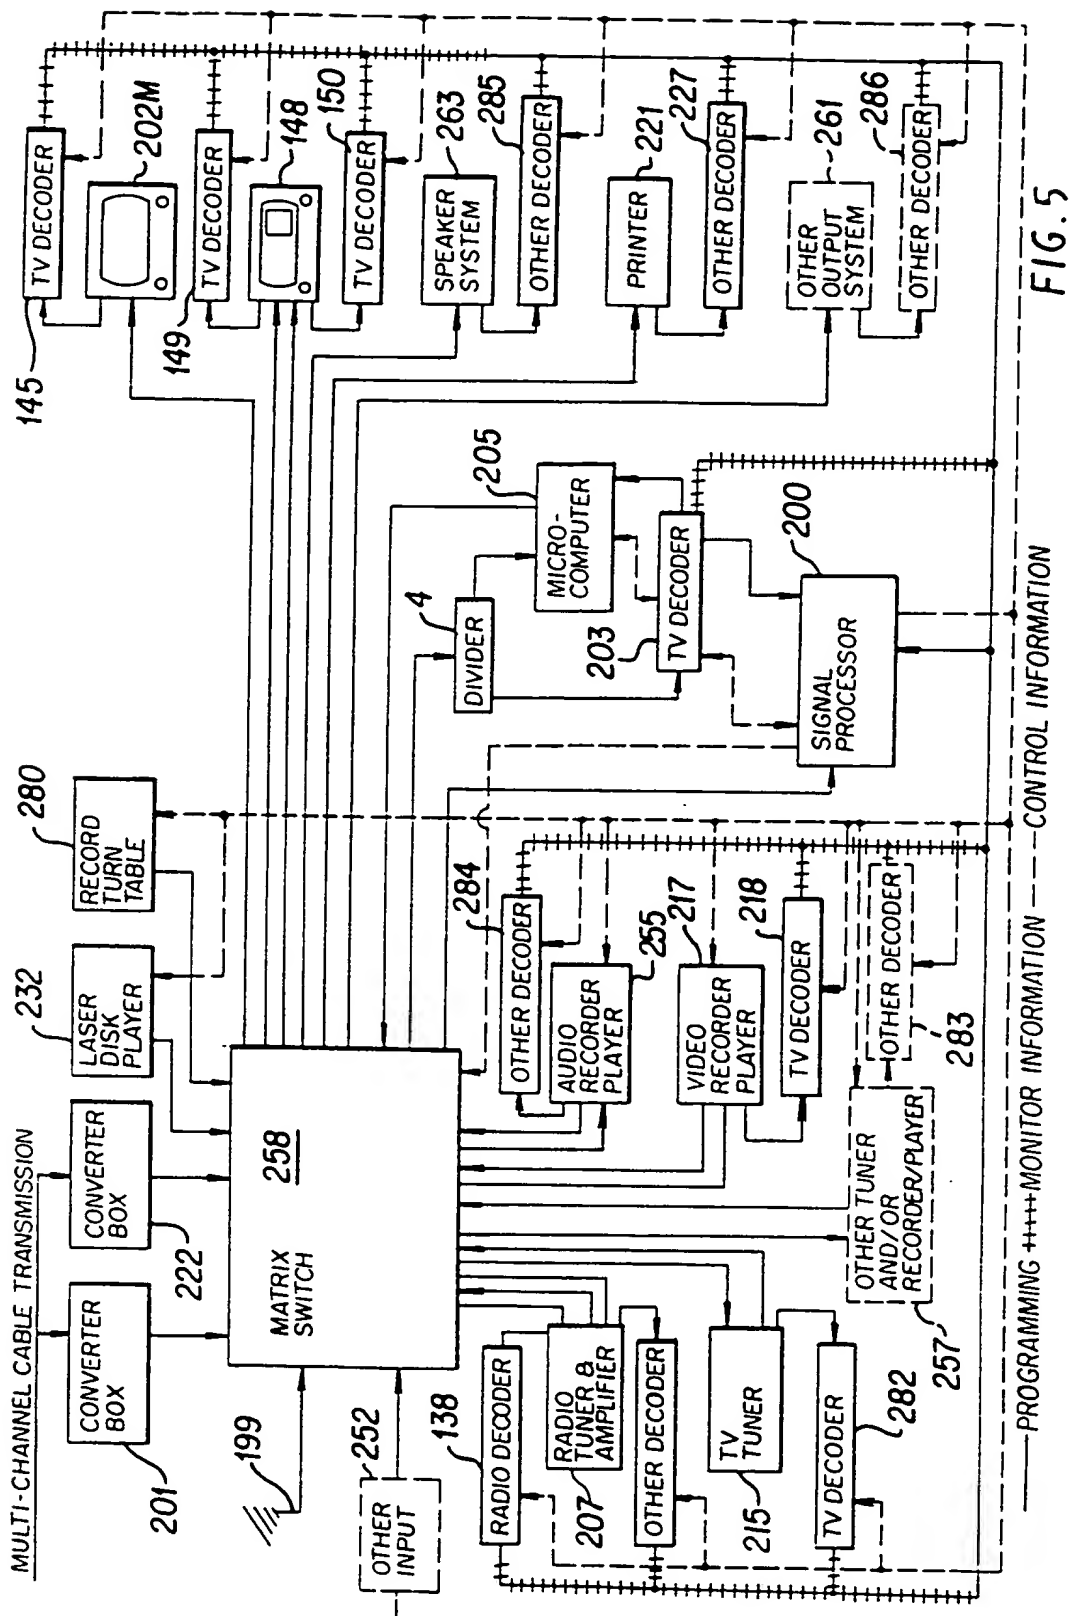 MULTI-CHANNEL CABLE TRANSMISSION
CONVERTER
BOX
201
CONVERTER
BOX
222
LASER
DISK
PLAYER
232
RECORD
TURN
TABLE
280
199
OTHER
INPUT
252
MATRIX
SWITCH
258
TV DECODER
145
202M
TV DECODER
149
148
TV DECODER
150
SPEAKER
SYSTEM
263
OTHER DECODER
285
PRINTER
221
OTHER DECODER
227
OTHER
OUTPUT
SYSTEM
261
OTHER DECODER
286
DIVIDER
4
MICRO-
COMPUTER
205
TV DECODER
203
SIGNAL
PROCESSOR
200
RADIO DECODER
138
RADIO
TUNER &
AMPLIFIER
207
OTHER DECODER
TV
TUNER
215
TV DECODER
282
OTHER DECODER
284
AUDIO
RECORDER
PLAYER
255
VIDEO
RECORDER
PLAYER
217
TV DECODER
218
OTHER TUNER
AND/OR
RECORDER/PLAYER
257
OTHER DECODER
283
PROGRAMMING MONITOR INFORMATION CONTROL INFORMATION
FIG. 5